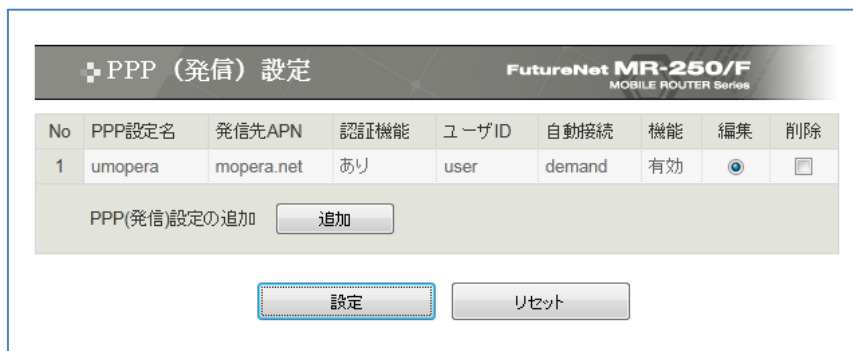 PPP（発信）設定
FutureNet MR-250/F
MOBILE ROUTER Series
No PPP設定名 発信先APN 認証機能 ユーザID 自動接続 機能 編集 削除
1 umopera mopera.net あり user demand 有効
PPP(発信)設定の追加 追加
設定 リセット